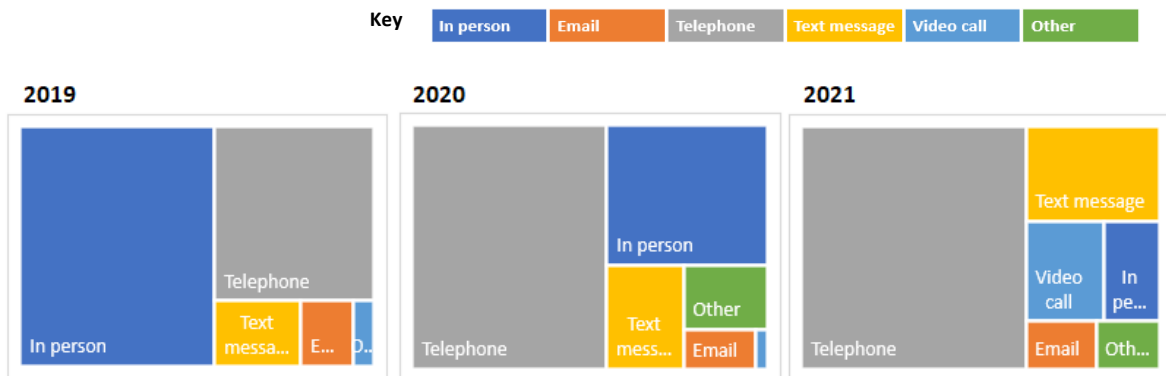 Key In person Email Telephone Text message Video call Other
2019 2020 2021
In person
Telephone
Text
messa...
E...
O...
Telephone
In person
Text
mess...
Other
Email
Telephone
Text message
Video
call
In
pe...
Email
Oth...